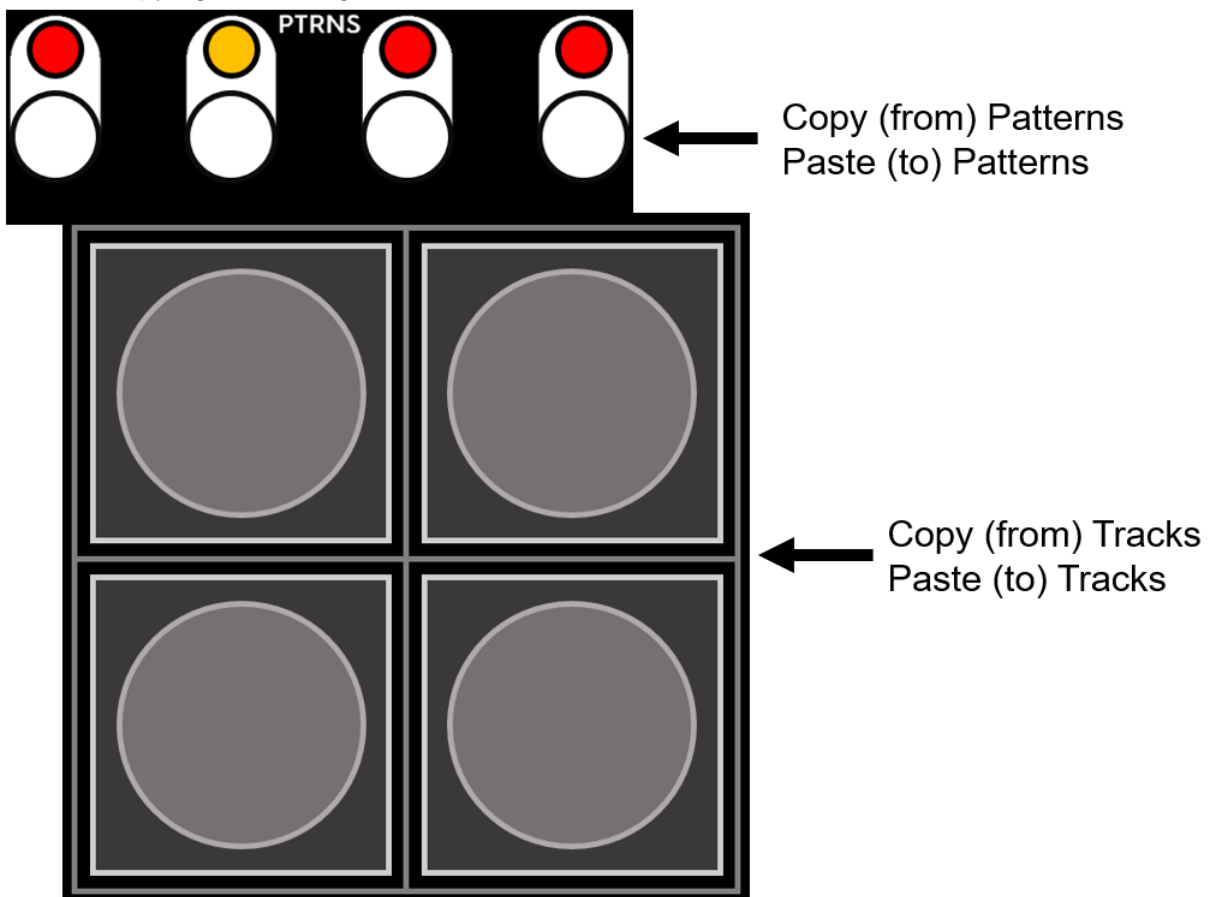 PTRNS
Copy (from) Patterns
Paste (to) Patterns
Copy (from) Tracks
Paste (to) Tracks